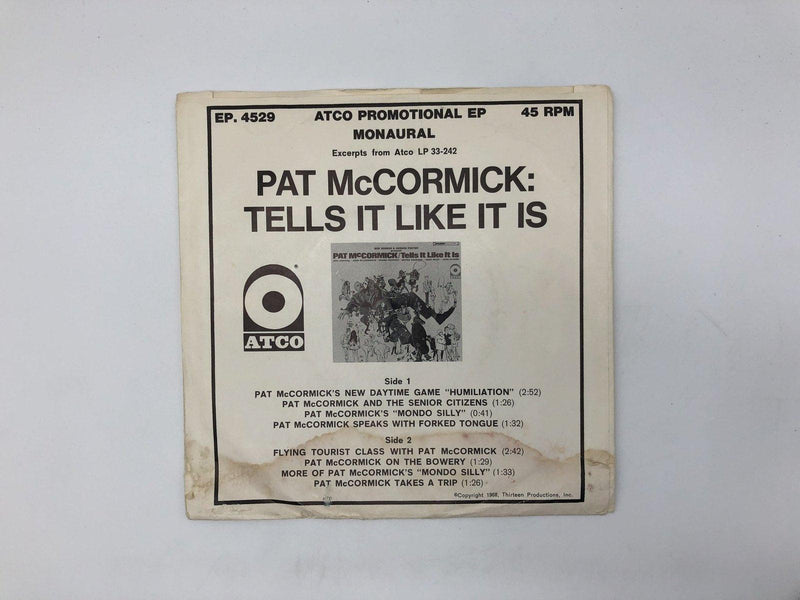 EP. 4529
ATCO PROMOTIONAL EP
45 RPM
MONAURAL
Excerpts from Atco LP 33-242
PAT McCORMICK:
TELLS IT LIKE IT IS
PAT McCORMICK/Tells It Like It Is
®
ATCO
Side 1
PAT McCORMICK'S NEW DAYTIME GAME "HUMILIATION" (2:52)
PAT McCORMICK AND THE SENIOR CITIZENS (1:26)
PAT McCORMICK'S "MONDO SILLY" (0:41)
PAT McCORMICK SPEAKS WITH FORKED TONGUE (1:32)
Side 2
FLYING TOURIST CLASS WITH PAT McCORMICK (2:42)
PAT McCORMICK ON THE BOWERY (1:29)
MORE OF PAT McCORMICK'S "MONDO SILLY" (1:33)
PAT McCORMICK TAKES A TRIP (1:26)
©Copyright 1968, Thirteen Productions, Inc.